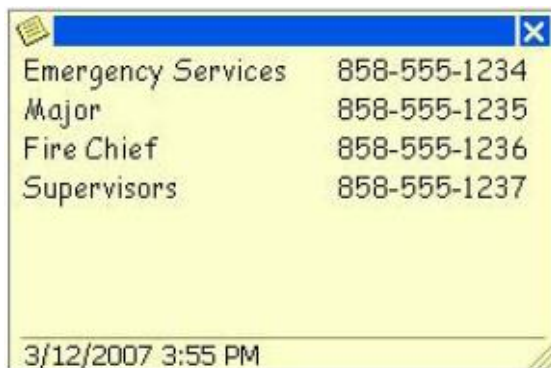 Emergency Services 858-555-1234
Major 858-555-1235
Fire Chief 858-555-1236
Supervisors 858-555-1237
3/12/2007 3:55 PM